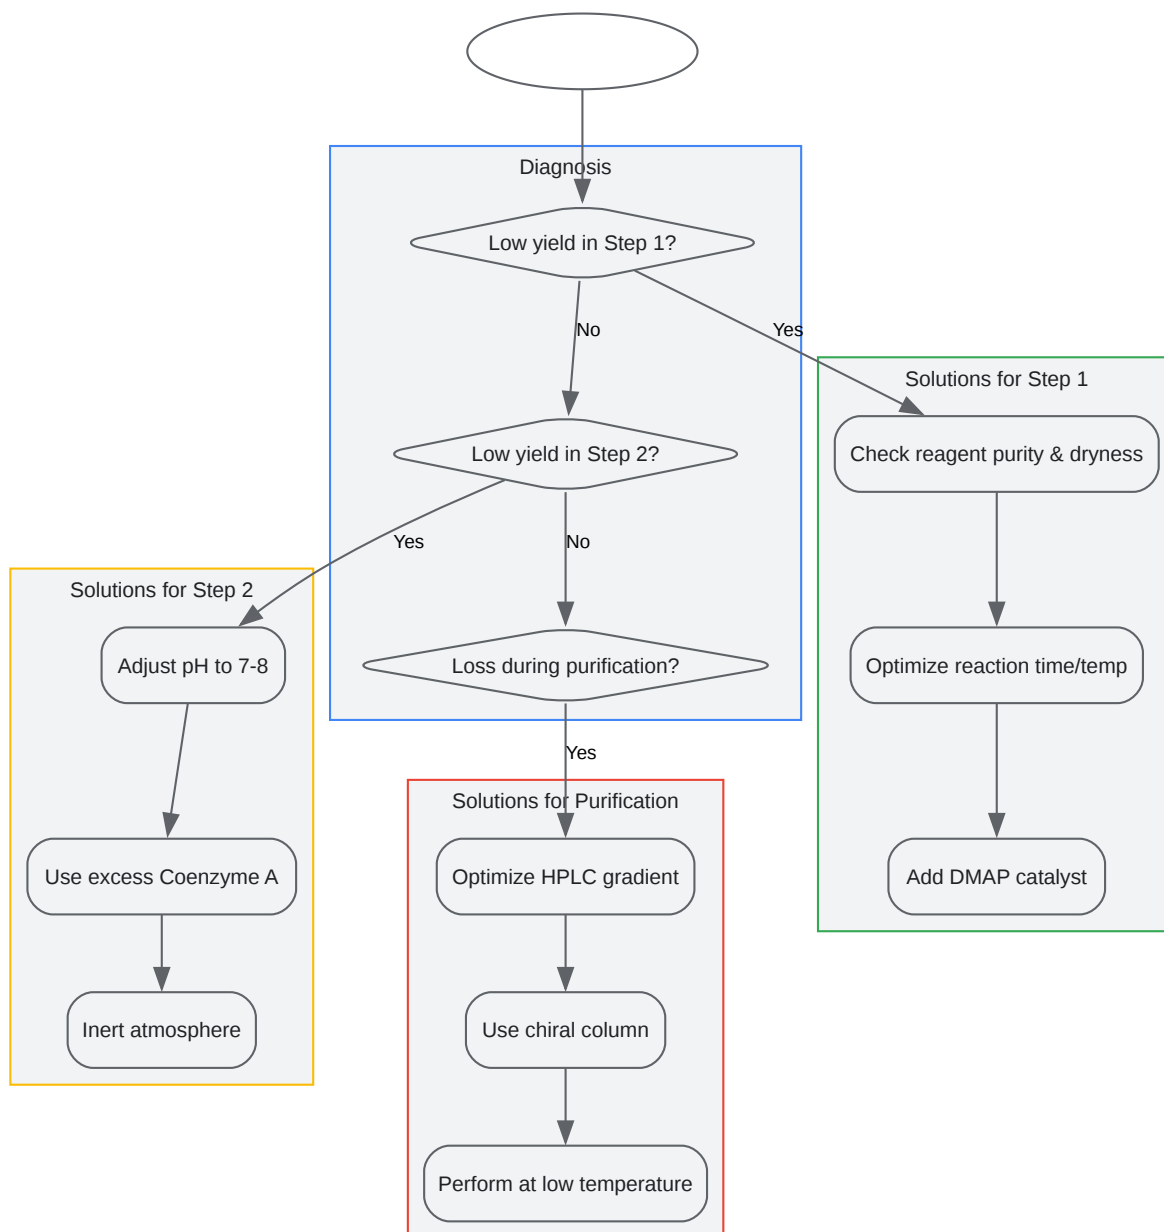 Diagnosis
Low yield in Step 1?
No
Yes
Solutions for Step 1
Low yield in Step 2?
Check reagent purity & dryness
Yes
No
Solutions for Step 2
Adjust pH to 7-8
Loss during purification?
Optimize reaction time/temp
Yes
Solutions for Purification
Use excess Coenzyme A
Optimize HPLC gradient
Add DMAP catalyst
Inert atmosphere
Use chiral column
Perform at low temperature